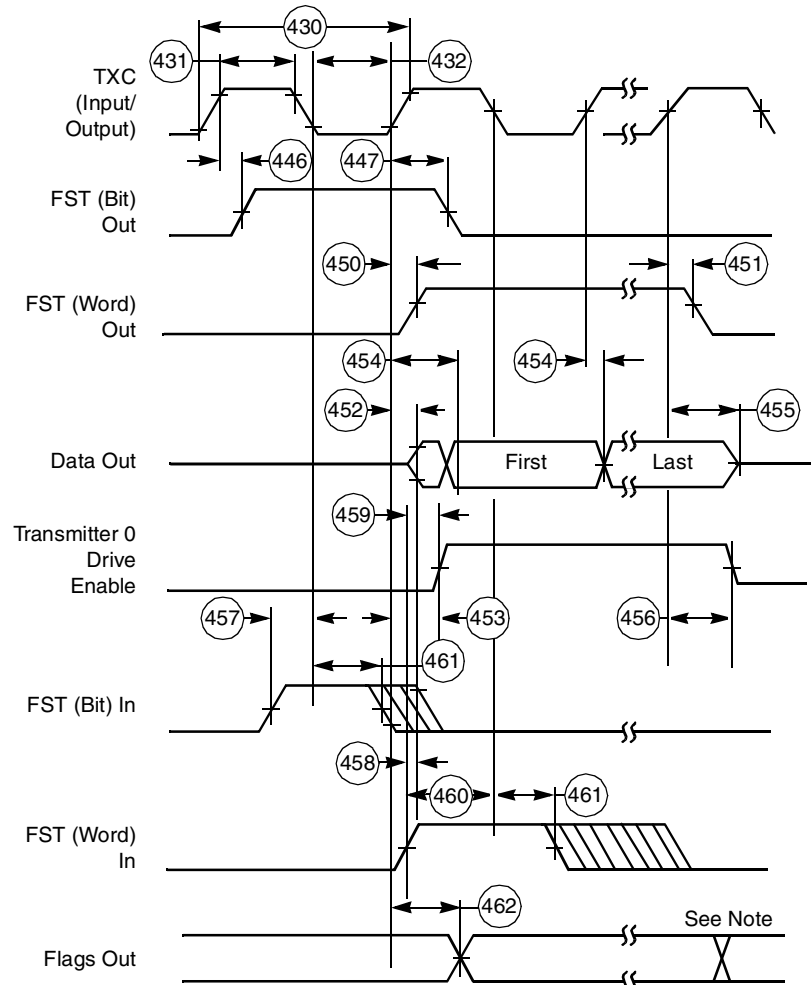 430
431
432
TXC
(Input/
Output)
446
447
FST (Bit)
Out
450
451
FST (Word)
Out
454
454
452
455
Data Out
First
Last
459
Transmitter 0
Drive
Enable
457
453
456
461
FST (Bit) In
458
460
461
FST (Word)
In
462
See Note
Flags Out